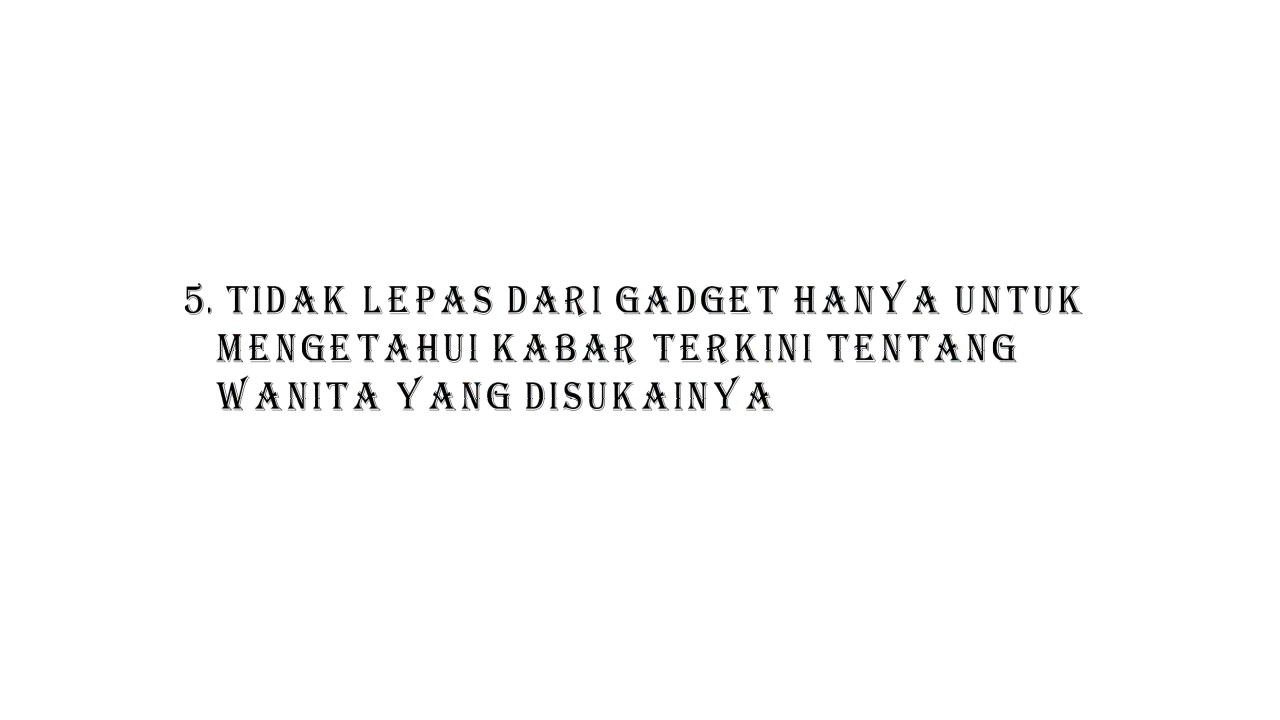 5. TIDAK LEPAS DARI GADGET HANYA UNTUK
MENGETAHUI KABAR TERKINI TENTANG
WANITA YANG DISUKAINYA